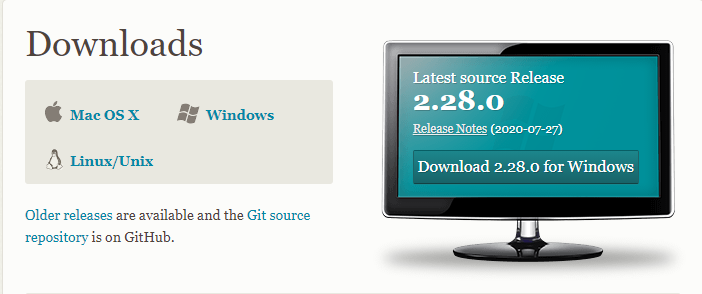 Downloads
Mac OS X
Windows
Linux/Unix
Older releases are available and the Git source
repository is on GitHub.
Latest source Release
2.28.0
Release Notes (2020-07-27)
Download 2.28.0 for Windows